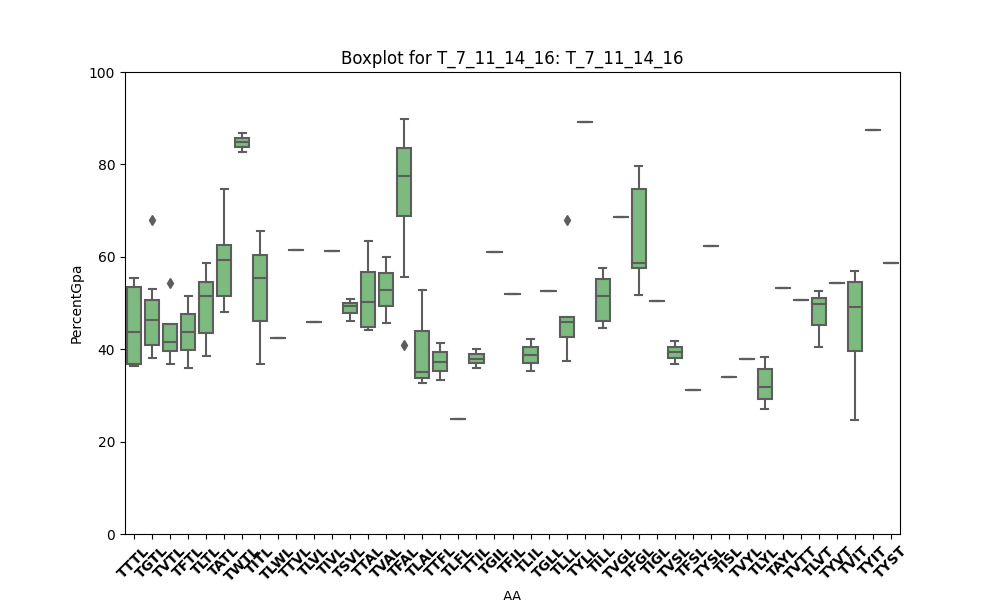 Boxplot for T_7_11_14_16: T_7_11_14_16
PercentGpa
100
80
60
40
20
0
TTTL
TGTL
TVTL
TFTL
TLTL
TATL
TWTL
TITL
TLWL
TTVL
TLVL
TIVL
TSVL
TTAL
TVAL
TFAL
TLAL
TTFL
TLFL
TTIL
TGIL
TFIL
TLIL
TGLL
TLLL
TYLL
TILL
TVGL
TFGL
TIGL
TVSL
TFSL
TYSL
TISL
TVYL
TLYL
TAYL
TVTT
TLVT
TYVT
TVIT
TYIT
TYST
AA